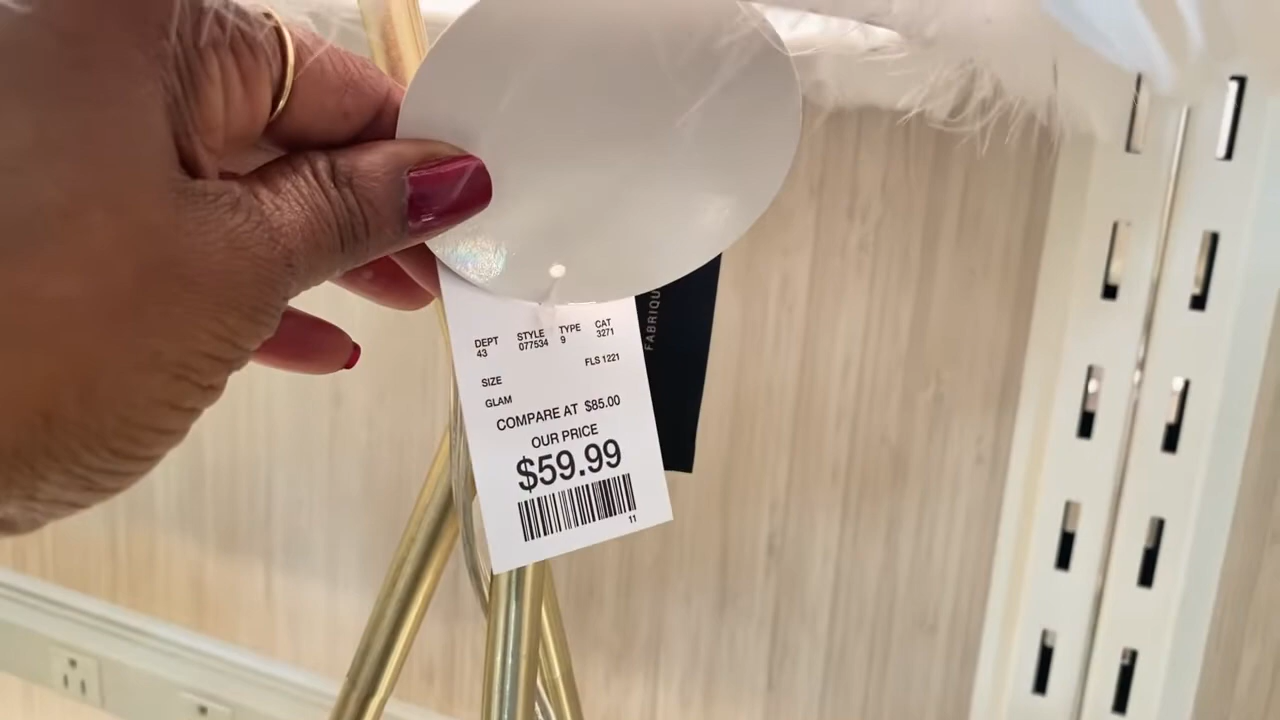 DEPT STYLE TYPE CAT
43 077534 9 3271
FLS 1221
SIZE
GLAM
COMPARE AT $85.00
OUR PRICE
$59.99
11
FABRIQU